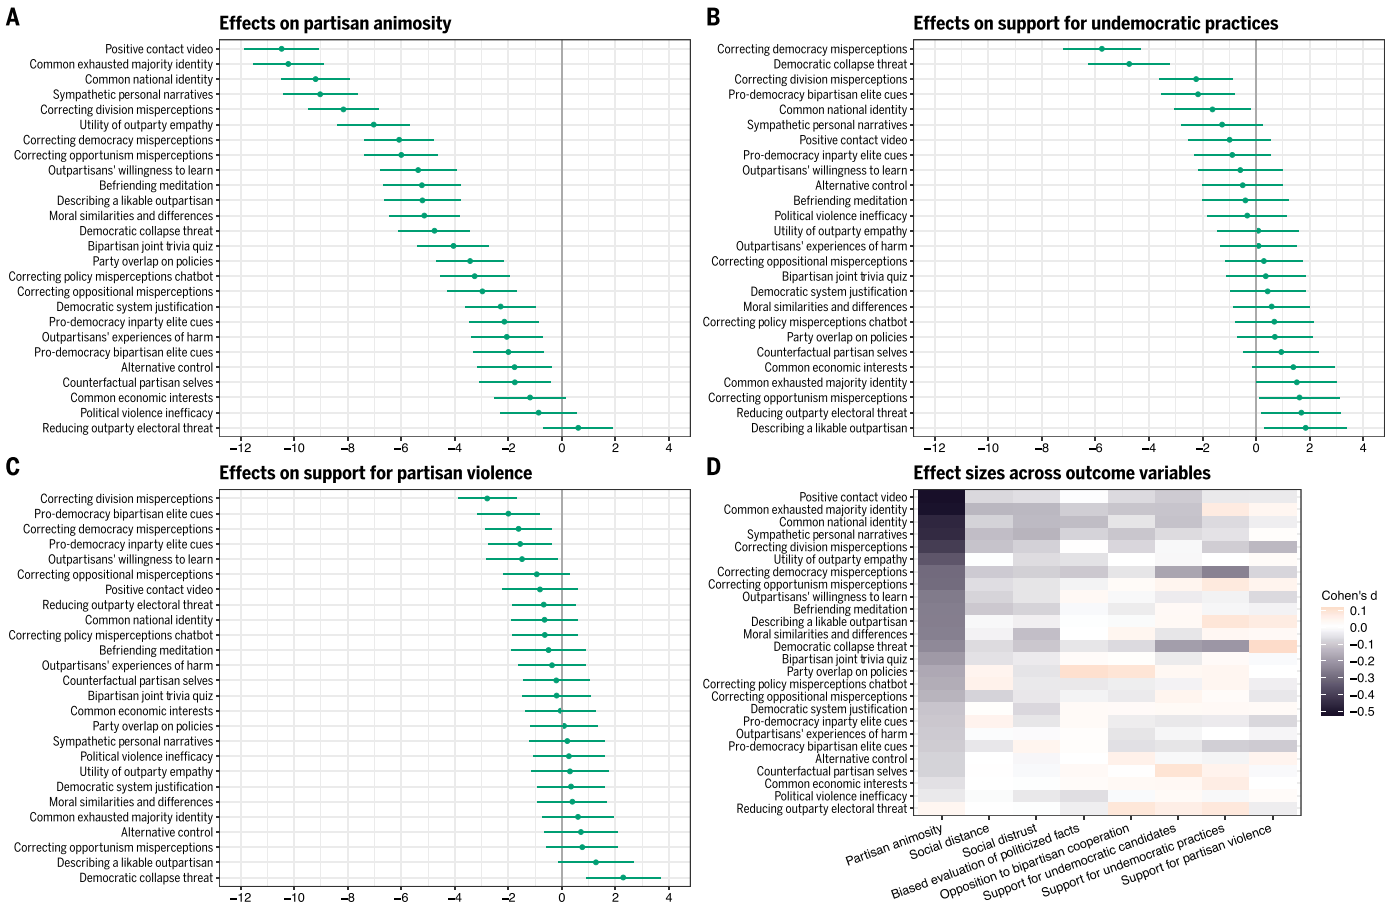 A
Effects on partisan animosity
Positive contact video
Common exhausted majority identity
Common national identity
Sympathetic personal narratives
Correcting division misperceptions
Utility of outparty empathy
Correcting democracy misperceptions
Correcting opportunism misperceptions
Outpartisans' willingness to learn
Befriending meditation
Describing a likable outpartisan
Moral similarities and differences
Democratic collapse threat
Bipartisan joint trivia quiz
Party overlap on policies
Correcting policy misperceptions chatbot
Correcting oppositional misperceptions
Democratic system justification
Pro-democracy inparty elite cues
Outpartisans' experiences of harm
Pro-democracy bipartisan elite cues
Alternative control
Counterfactual partisan selves
Common economic interests
Political violence inefficacy
Reducing outparty electoral threat
−12 −10 −8 −6 −4 −2 0 2 4
B
Effects on support for undemocratic practices
Correcting democracy misperceptions
Democratic collapse threat
Correcting division misperceptions
Pro-democracy bipartisan elite cues
Common national identity
Sympathetic personal narratives
Positive contact video
Pro-democracy inparty elite cues
Outpartisans' willingness to learn
Alternative control
Befriending meditation
Political violence inefficacy
Utility of outparty empathy
Outpartisans' experiences of harm
Correcting oppositional misperceptions
Bipartisan joint trivia quiz
Democratic system justification
Moral similarities and differences
Correcting policy misperceptions chatbot
Party overlap on policies
Counterfactual partisan selves
Common economic interests
Common exhausted majority identity
Correcting opportunism misperceptions
Reducing outparty electoral threat
Describing a likable outpartisan
−12 −10 −8 −6 −4 −2 0 2 4
C
Effects on support for partisan violence
Correcting division misperceptions
Pro-democracy bipartisan elite cues
Correcting democracy misperceptions
Pro-democracy inparty elite cues
Outpartisans' willingness to learn
Correcting oppositional misperceptions
Positive contact video
Reducing outparty electoral threat
Common national identity
Correcting policy misperceptions chatbot
Befriending meditation
Outpartisans' experiences of harm
Counterfactual partisan selves
Bipartisan joint trivia quiz
Common economic interests
Party overlap on policies
Sympathetic personal narratives
Political violence inefficacy
Utility of outparty empathy
Democratic system justification
Moral similarities and differences
Common exhausted majority identity
Alternative control
Correcting opportunism misperceptions
Describing a likable outpartisan
Democratic collapse threat
−12 −10 −8 −6 −4 −2 0 2 4
D
Effect sizes across outcome variables
Positive contact video
Common exhausted majority identity
Common national identity
Sympathetic personal narratives
Correcting division misperceptions
Utility of outparty empathy
Correcting democracy misperceptions
Correcting opportunism misperceptions
Outpartisans' willingness to learn
Befriending meditation
Describing a likable outpartisan
Moral similarities and differences
Democratic collapse threat
Bipartisan joint trivia quiz
Party overlap on policies
Correcting policy misperceptions chatbot
Correcting oppositional misperceptions
Democratic system justification
Pro-democracy inparty elite cues
Outpartisans' experiences of harm
Pro-democracy bipartisan elite cues
Alternative control
Counterfactual partisan selves
Common economic interests
Political violence inefficacy
Reducing outparty electoral threat
Partisan animosity
Social distance
Social distrust
Biased evaluation of politicized facts
Opposition to bipartisan cooperation
Support for undemocratic candidates
Support for undemocratic practices
Support for partisan violence
Cohen's d
0.1
0.0
−0.1
−0.2
−0.3
−0.4
−0.5